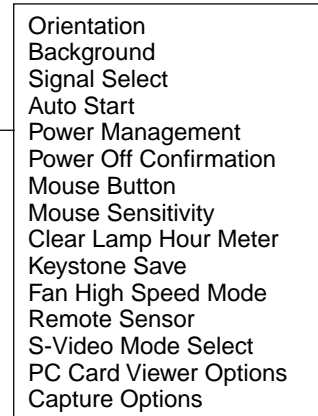 Orientation
Background
Signal Select
Auto Start
Power Management
Power Off Confirmation
Mouse Button
Mouse Sensitivity
Clear Lamp Hour Meter
Keystone Save
Fan High Speed Mode
Remote Sensor
S-Video Mode Select
PC Card Viewer Options
Capture Options